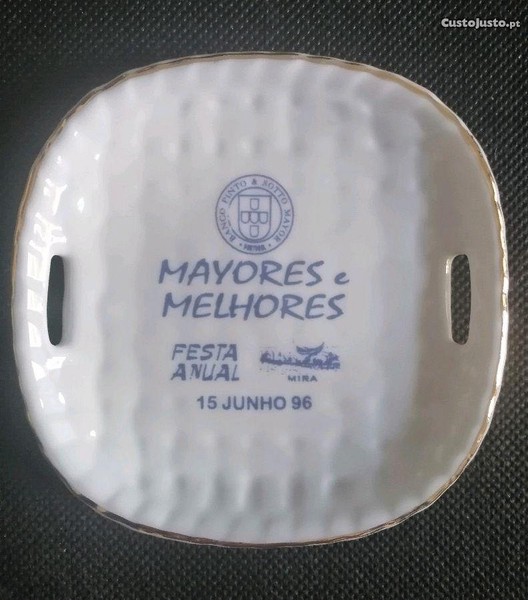 CustoJusto.pt
BANCO PINTO & SOTTO MAYOR
MAYORES e
MELHORES
FESTA
ANUAL
MIRA
15 JUNHO 96